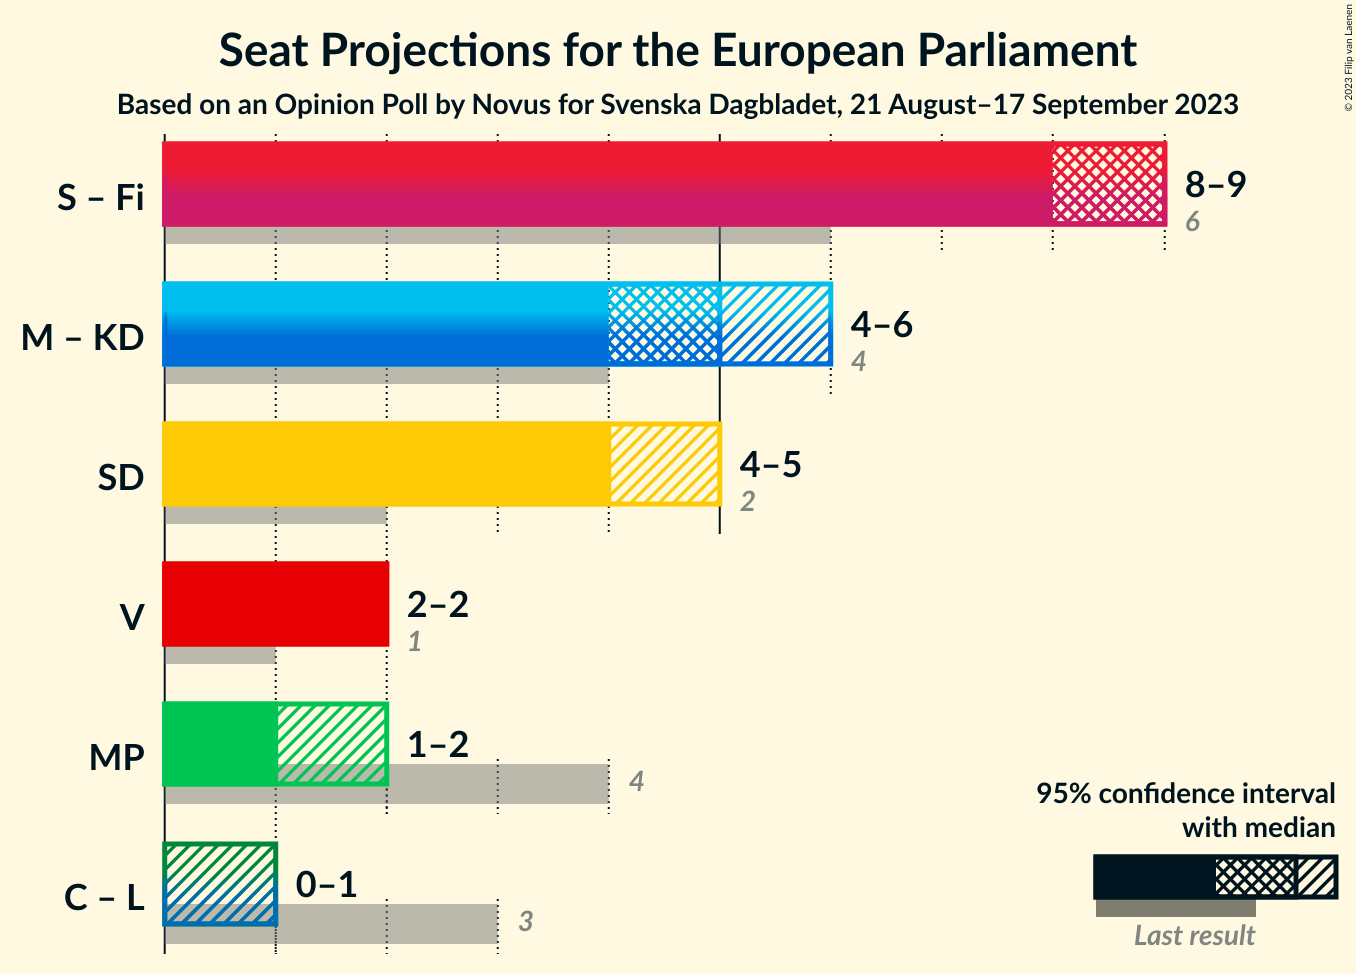 Seat Projections for the European Parliament
Based on an Opinion Poll by Novus for Svenska Dagbladet, 21 August–17 September 2023
© 2023 Filip van Laenen
S – Fi
8–9
6
M – KD
4–6
4
SD
4–5
2
V
2–2
1
MP
1–2
4
C – L
0–1
3
95% confidence interval
with median
Last result